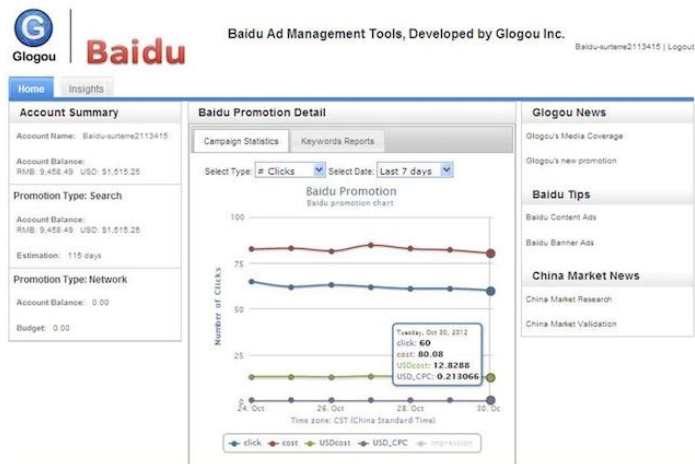 G
Glogou
Baidu
Baidu Ad Management Tools, Developed by Glogou Inc.
Baidu-surteme2113415 | Logout
Home
Insights
Account Summary
Account Name: Baidu-surteme2113415
Account Balance:
RMB: 9,458.49 USD: $1,515.25
Promotion Type: Search
Account Balance:
RMB: 9,458.49 USD: $1,515.25
Estimation: 115 days
Promotion Type: Network
Account Balance: 0.00
Budget: 0.00
Baidu Promotion Detail
Campaign Statistics
Keywords Reports
Select Type: # Clicks Select Date: Last 7 days
Baidu Promotion
Baidu promotion chart
Number of Clicks
100
75
50
25
0
Tuesday, Oct 30, 2012
click: 60
cost: 80.08
USDcost: 12.8288
USD_CPC: 0.213066
24. Oct 26. Oct 28. Oct 30. Oc
Time zone: CST (China Standard Time)
click cost USDcost USD_CPC Impression
Glogou News
Glogou's Media Coverage
Glogou's new promotion
Baidu Tips
Baidu Content Ads
Baidu Banner Ads
China Market News
China Market Research
China Market Validation